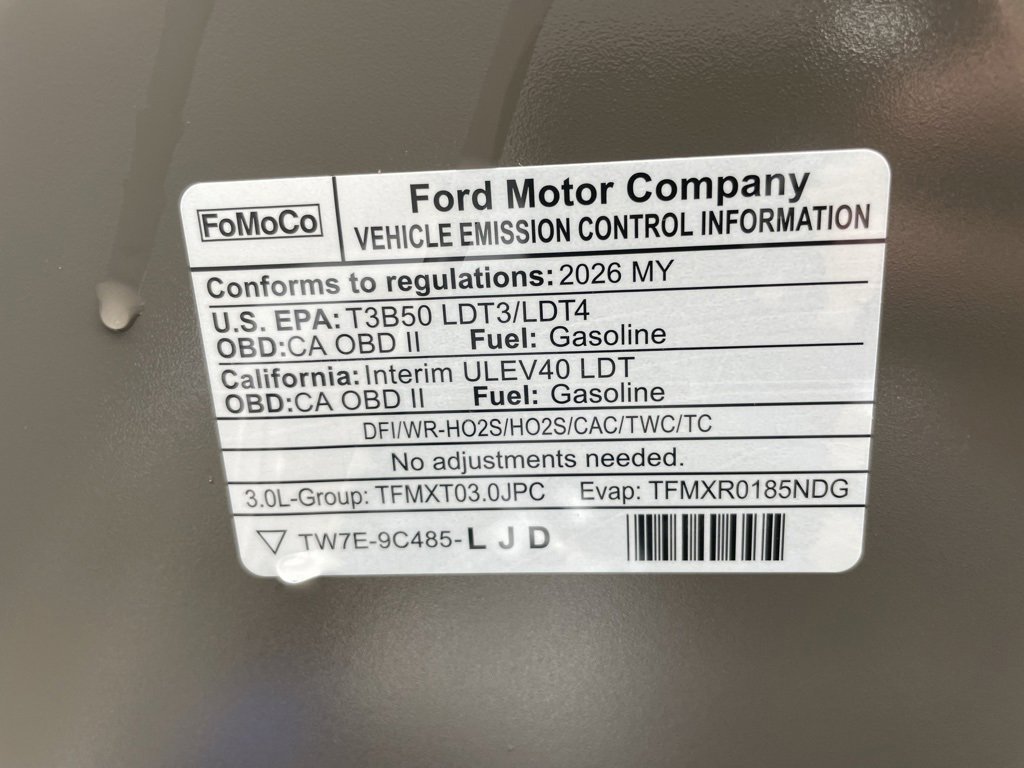 FoMoCo
Ford Motor Company
VEHICLE EMISSION CONTROL INFORMATION
Conforms to regulations: 2026 MY
U.S. EPA: T3B50 LDT3/LDT4
OBD:CA OBD II Fuel: Gasoline
California: Interim ULEV40 LDT
OBD:CA OBD II Fuel: Gasoline
DFI/WR-HO2S/HO2S/CAC/TWC/TC
No adjustments needed.
3.0L-Group: TFMXT03.0JPC Evap: TFMXR0185NDG
TW7E-9C485-L J D